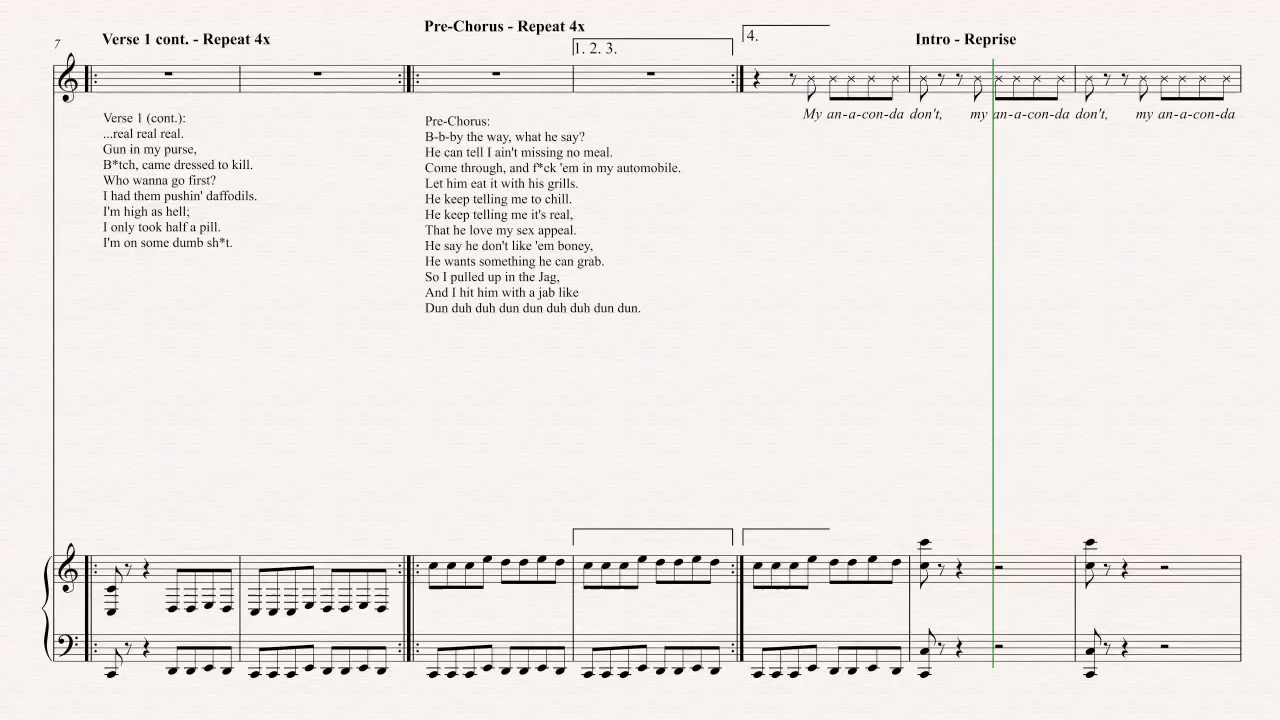 7
Verse 1 cont. - Repeat 4x
Pre-Chorus - Repeat 4x
1. 2. 3.
4.
Intro - Reprise
My an-a-con-da don't, my an-a-con-da don't, my an-a-con-da
Verse 1 (cont.):
...real real real.
Gun in my purse,
B*tch, came dressed to kill.
Who wanna go first?
I had them pushin' daffodils.
I'm high as hell;
I only took half a pill.
I'm on some dumb sh*t.
Pre-Chorus:
B-b-by the way, what he say?
He can tell I ain't missing no meal.
Come through, and f*ck 'em in my automobile.
Let him eat it with his grills.
He keep telling me to chill.
He keep telling me it's real,
That he love my sex appeal.
He say he don't like 'em boney,
He wants something he can grab.
So I pulled up in the Jag,
And I hit him with a jab like
Dun duh duh dun dun duh duh dun dun.